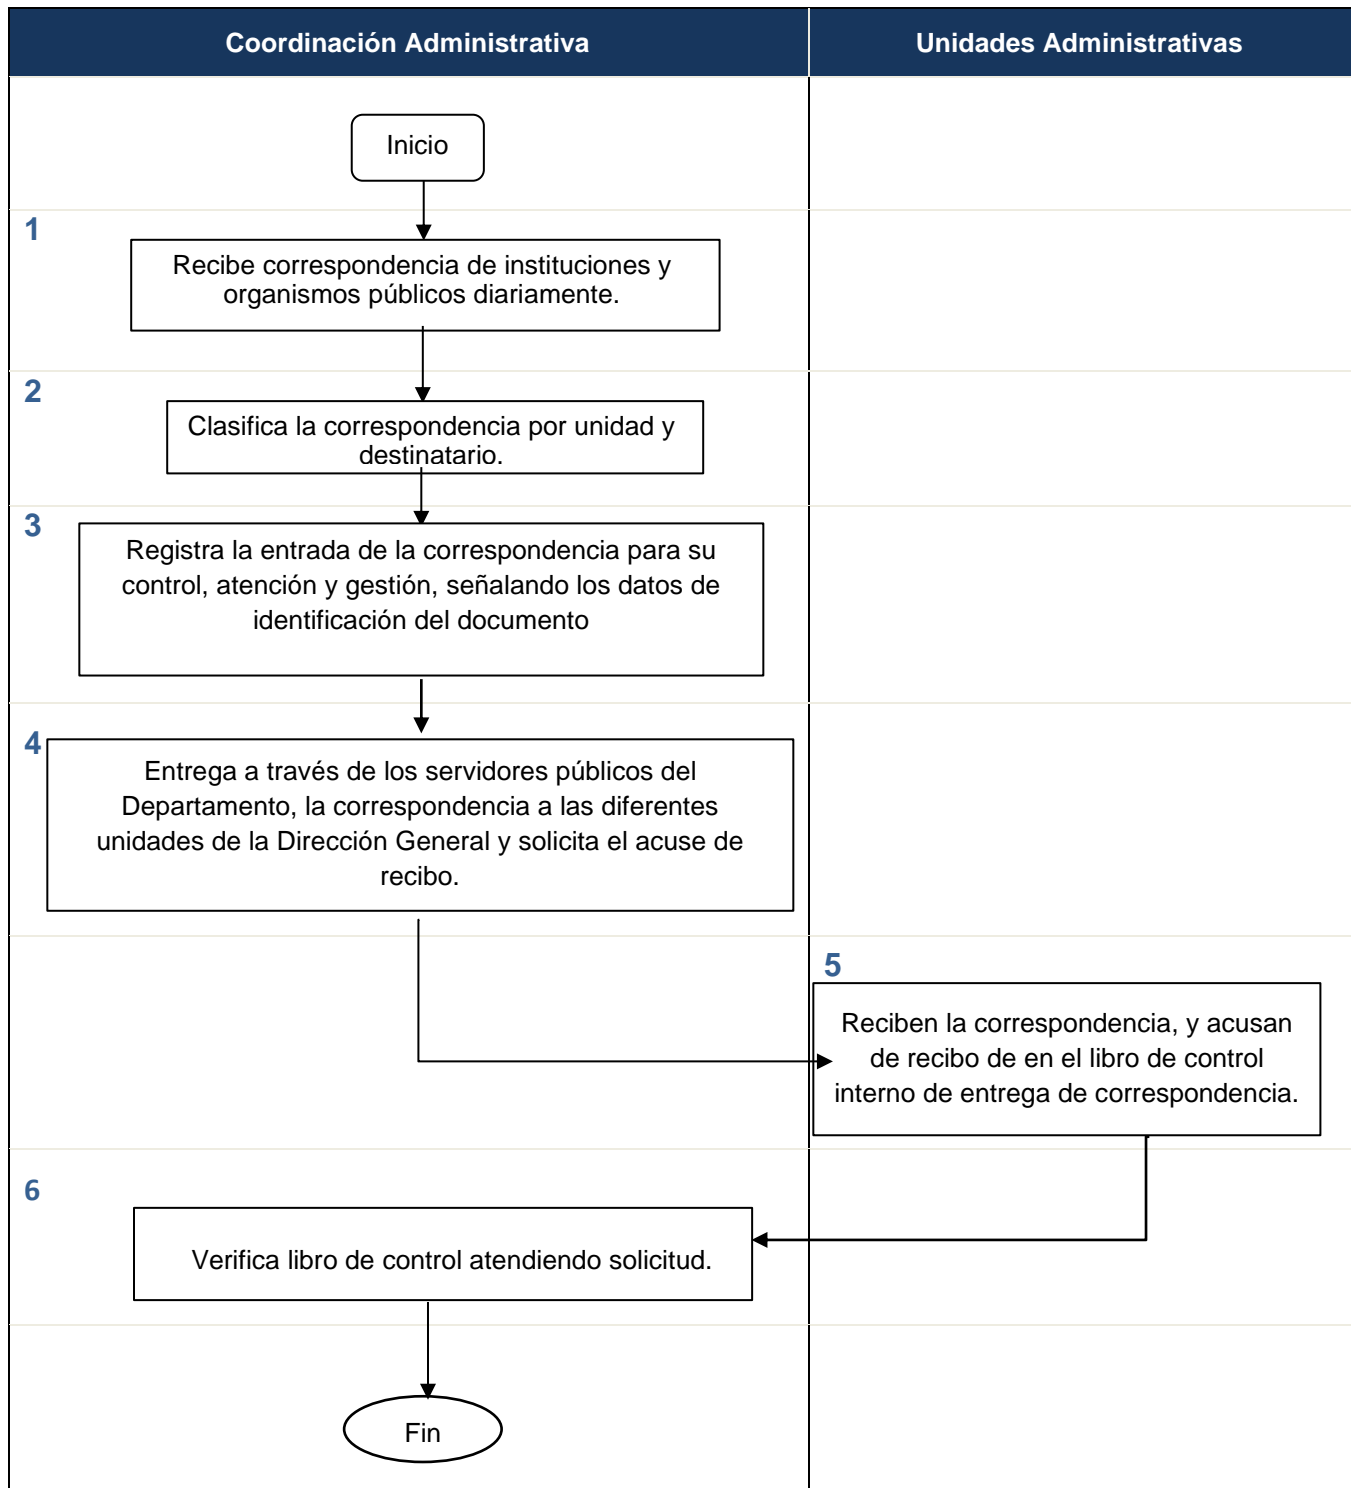 Coordinación Administrativa
Unidades Administrativas
Inicio
1
Recibe correspondencia de instituciones y
organismos públicos diariamente.
2
Clasifica la correspondencia por unidad y
destinatario.
3
Registra la entrada de la correspondencia para su
control, atención y gestión, señalando los datos de
identificación del documento
4
Entrega a través de los servidores públicos del
Departamento, la correspondencia a las diferentes
unidades de la Dirección General y solicita el acuse de
recibo.
5
Reciben la correspondencia, y acusan
de recibo de en el libro de control
interno de entrega de correspondencia.
6
Verifica libro de control atendiendo solicitud.
Fin